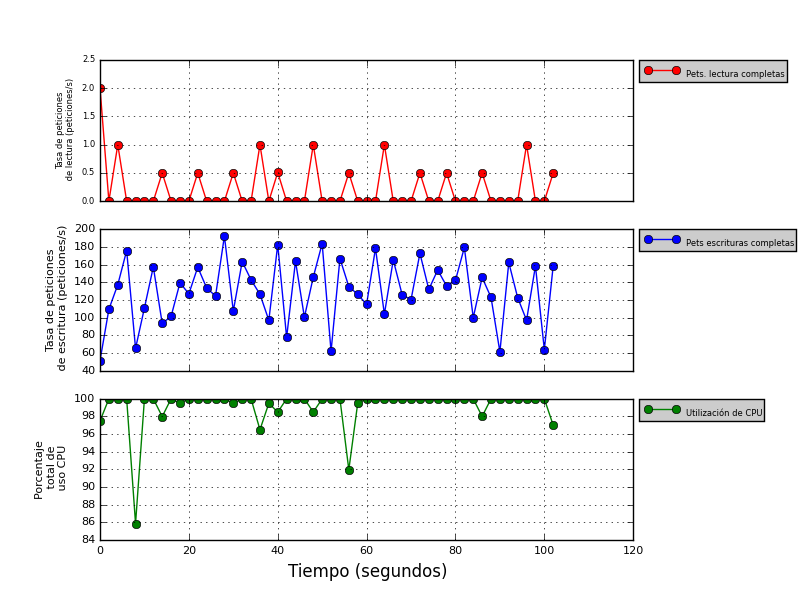 2.5
2.0
1.5
1.0
0.5
0.0
Tasa de peticiones
de lectura (peticiones/s)
Pets. lectura completas
200
180
160
140
120
100
80
60
40
Tasa de peticiones
de escritura (peticiones/s)
Pets escrituras completas
100
98
96
94
92
90
88
86
84
Porcentaje
total de
uso CPU
Utilización de CPU
0 20 40 60 80 100 120
Tiempo (segundos)